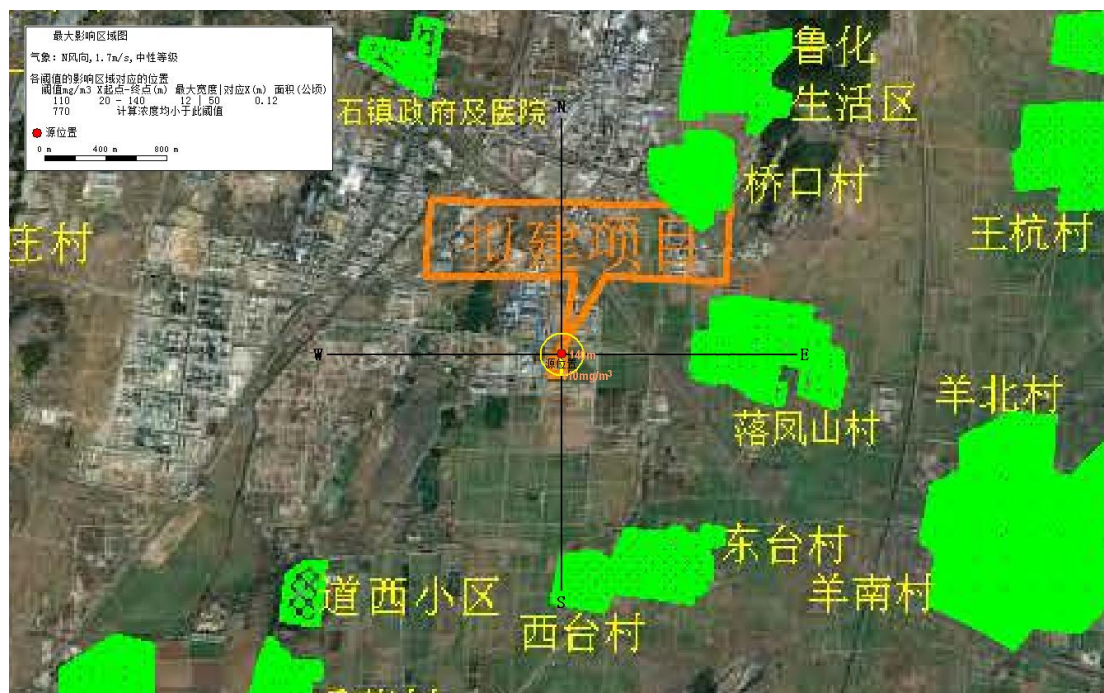 最大影响区域图
气象: N风向,1.7m/s,中性等级
各阈值的影响区域对应的位置
阈值mg/m3 X起点-终点(m) 最大宽度|对应X(m) 面积(公顷)
110 20 - 140 12 | 50 0.12
770 计算浓度均小于此阈值
源位置
0 m 400 m 800 m
石镇政府及医院
N
鲁化
生活区
桥口村
王杭村
庄村
拟建项目
W
E
源位置
落凤山村
羊北村
东台村
道西小区
S
羊南村
西台村